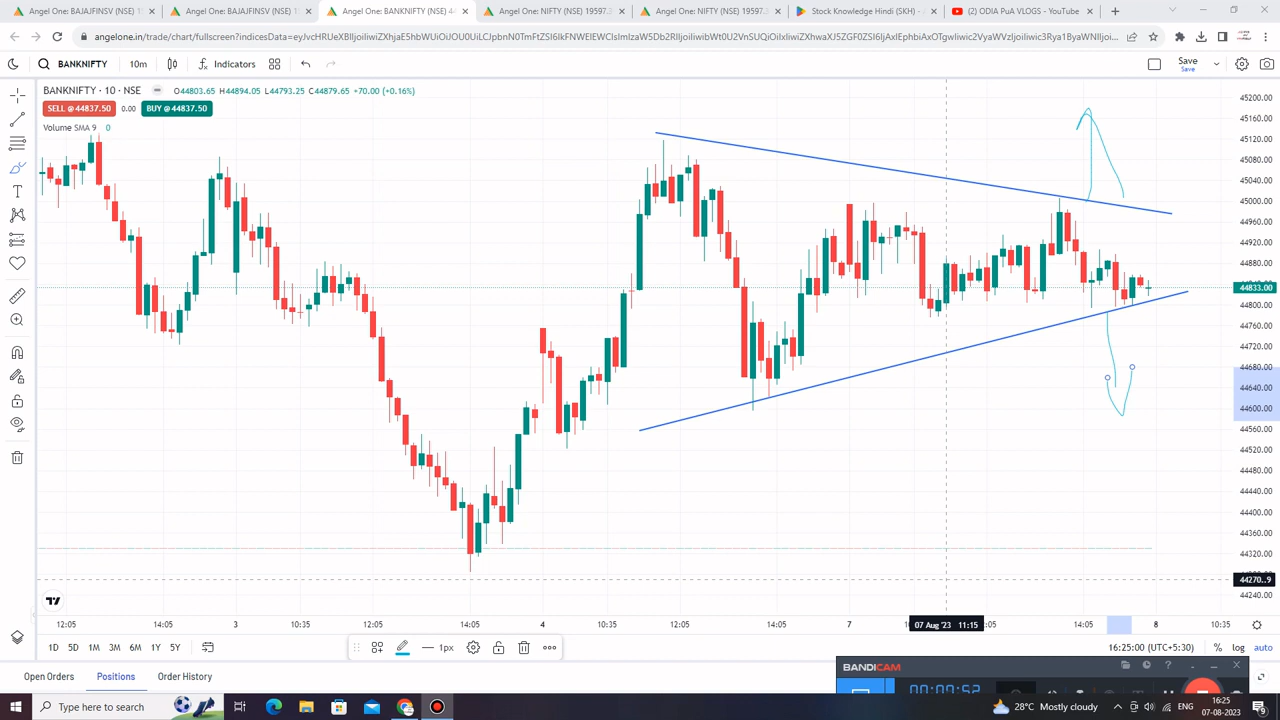 Angel One: BAJAJFINSV (NSE) 1
Angel One: BAJAJFINSV (NSE) 1
Angel One: BANKNIFTY (NSE) 44
Angel One: NIFTY (NSE) 19597.3
Angel One: NIFTY (NSE) 19597.3
Stock Knowledge Hindi (SKH) - A
(2) ODIA PuA VLOGS - YouTube
BANKNIFTY 10m Indicators Save
Save
BANKNIFTY · 10 · NSE O44803.65 H44894.05 L44793.25 C44879.65 +70.00 (+0.16%)
SELL @ 44837.50 0.00 BUY @ 44837.50
Volume SMA 9 0
45200.00
45160.00
45120.00
45080.00
45040.00
45000.00
44960.00
44920.00
44880.00
44833.00
44800.00
44760.00
44720.00
44680.00
44640.00
44600.00
44560.00
44520.00
44480.00
44440.00
44400.00
44360.00
44320.00
44270..9
44240.00
12:05 14:05 3 10:35 12:05 14:05 4 10:35 12:05 14:05 7 07 Aug '23 11:15 14:05 8 10:35
1D 5D 1M 3M 6M 1Y 5Y 1px 16:25:00 (UTC+5:30) % log auto
Open Orders Positions Order History
BANDICAM
Type here to search 28°C Mostly cloudy ENG 16:25
07-08-2023